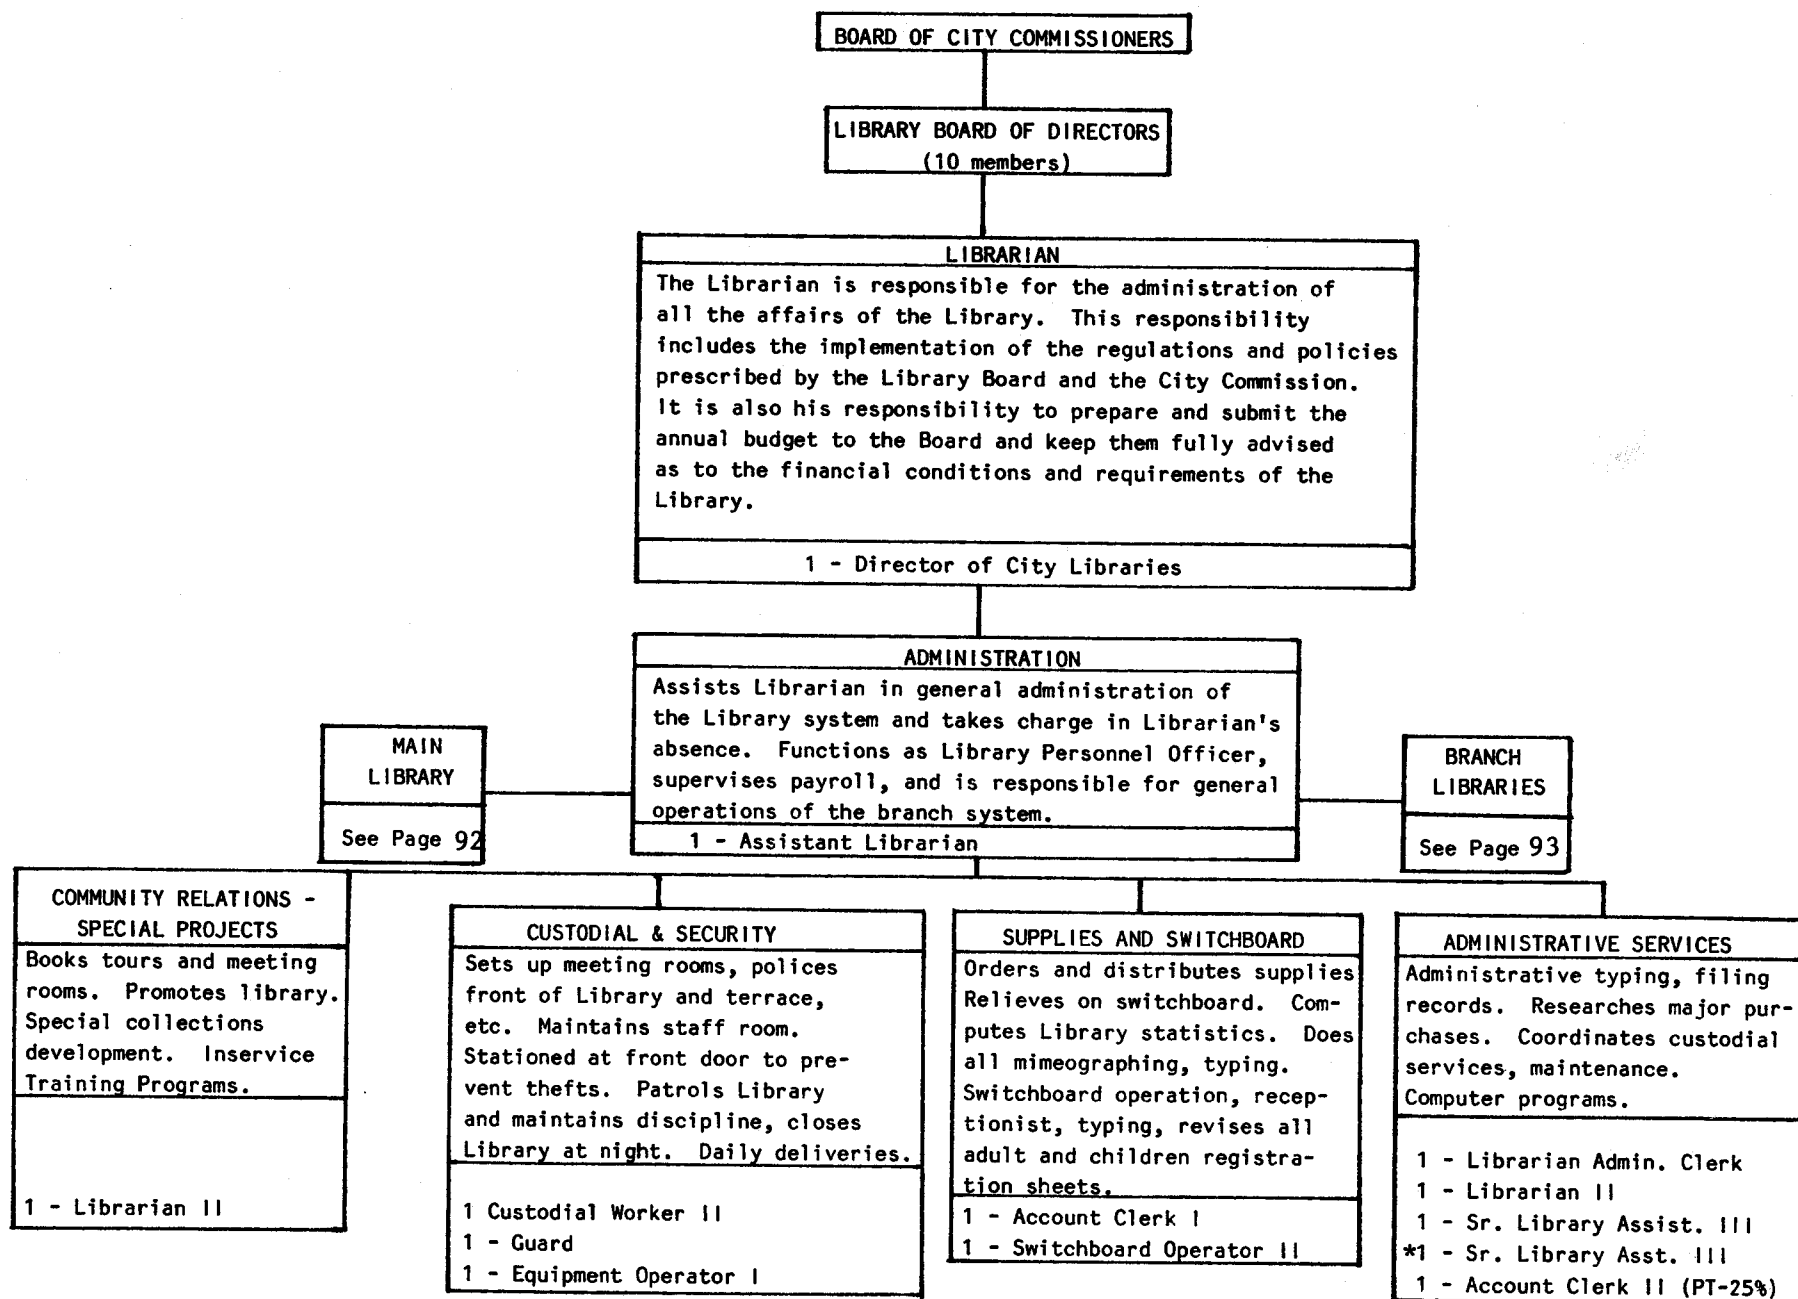 BOARD OF CITY COMMISSIONERS
LIBRARY BOARD OF DIRECTORS
(10 members)
LIBRARIAN
The Librarian is responsible for the administration of
all the affairs of the Library. This responsibility
includes the implementation of the regulations and policies
prescribed by the Library Board and the City Commission.
It is also his responsibility to prepare and submit the
annual budget to the Board and keep them fully advised
as to the financial conditions and requirements of the
Library.
1 - Director of City Libraries
ADMINISTRATION
Assists Librarian in general administration of
the Library system and takes charge in Librarian's
absence. Functions as Library Personnel Officer,
supervises payroll, and is responsible for general
operations of the branch system.
1 - Assistant Librarian
MAIN
LIBRARY
See Page 92
BRANCH
LIBRARIES
See Page 93
COMMUNITY RELATIONS -
SPECIAL PROJECTS
Books tours and meeting
rooms. Promotes library.
Special collections
development. Inservice
Training Programs.
1 - Librarian II
CUSTODIAL & SECURITY
Sets up meeting rooms, polices
front of Library and terrace,
etc. Maintains staff room.
Stationed at front door to pre-
vent thefts. Patrols Library
and maintains discipline, closes
Library at night. Daily deliveries.
1 Custodial Worker II
1 - Guard
1 - Equipment Operator I
SUPPLIES AND SWITCHBOARD
Orders and distributes supplies
Relieves on switchboard. Com-
putes Library statistics. Does
all mimeographing, typing.
Switchboard operation, recep-
tionist, typing, revises all
adult and children registra-
tion sheets.
1 - Account Clerk I
1 - Switchboard Operator II
ADMINISTRATIVE SERVICES
Administrative typing, filing
records. Researches major pur-
chases. Coordinates custodial
services, maintenance.
Computer programs.
1 - Librarian Admin. Clerk
1 - Librarian II
1 - Sr. Library Assist. III
*1 - Sr. Library Asst. III
1 - Account Clerk II (PT-25%)